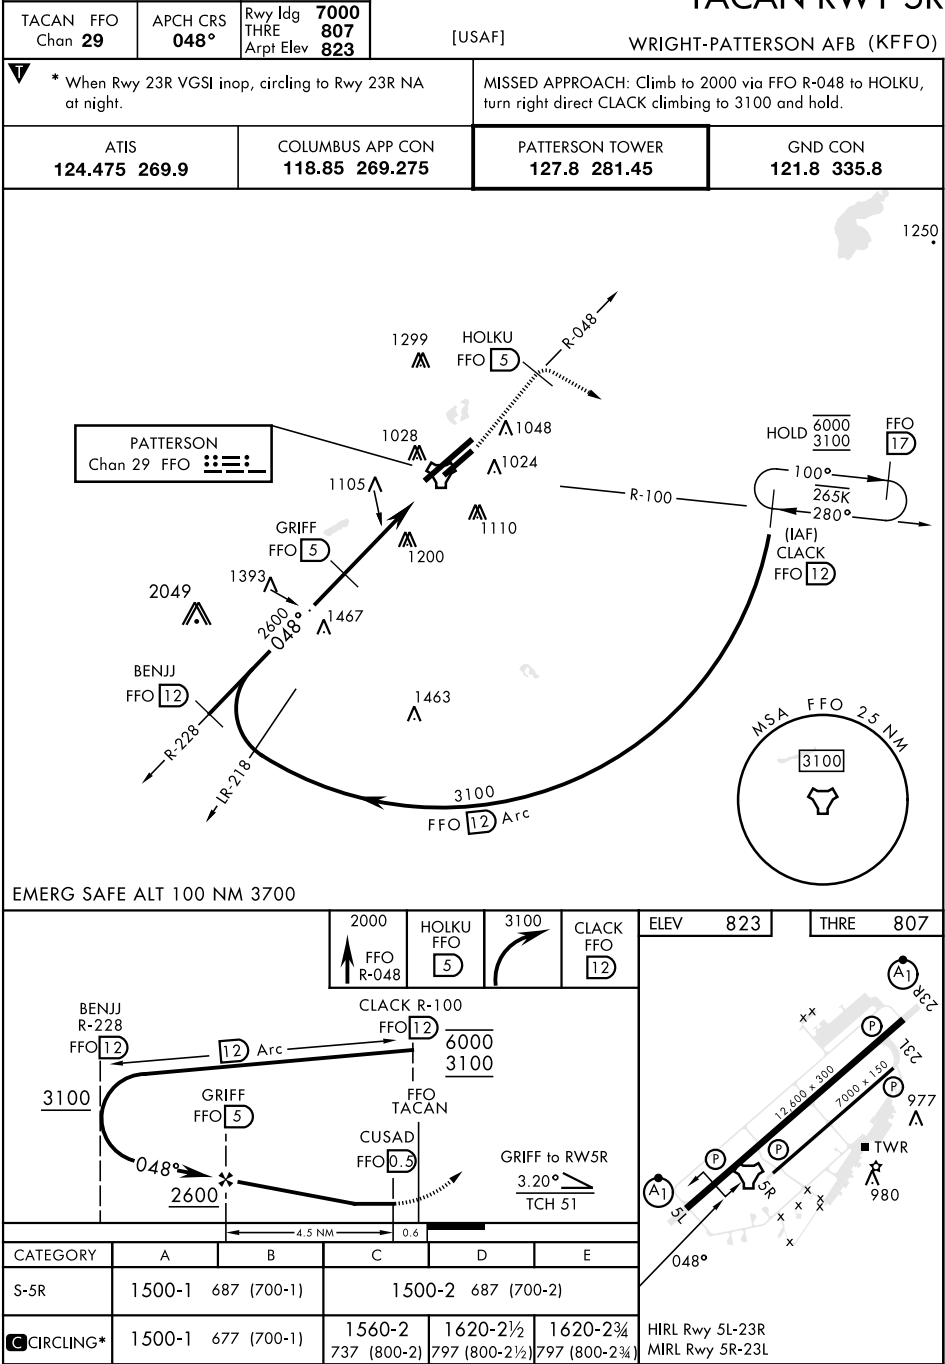 TACAN RWY 5R
TACAN FFO
Chan 29
APCH CRS
048°
Rwy ldg 7000
THRE 807
Arpt Elev 823
[USAF]
WRIGHT-PATTERSON AFB (KFFO)
T
* When Rwy 23R VGSI inop, circling to Rwy 23R NA
at night.
MISSED APPROACH: Climb to 2000 via FFO R-048 to HOLKU,
turn right direct CLACK climbing to 3100 and hold.
ATIS
124.475 269.9
COLUMBUS APP CON
118.85 269.275
PATTERSON TOWER
127.8 281.45
GND CON
121.8 335.8
1250
R-048
1299
HOLKU
FFO 5
PATTERSON
Chan 29 FFO
1028
1048
1024
HOLD 6000
3100
FFO
17
100°
265K
280°
R-100
(IAF)
CLACK
FFO 12
1105
GRIFF
FFO 5
1110
1200
1393
2049
2600
048°
1467
BENJJ
FFO 12
1463
R-228
LR-218
3100
FFO 12 Arc
MSA FFO 25 NM
3100
EMERG SAFE ALT 100 NM 3700
2000
FFO
R-048
HOLKU
FFO
5
3100
CLACK
FFO
12
BENJJ
R-228
FFO 12
12 Arc
CLACK R-100
FFO 12
6000
3100
3100
GRIFF
FFO 5
FFO
TACAN
CUSAD
FFO 0.5
048°
2600
GRIFF to RW5R
3.20°
TCH 51
4.5 NM
0.6
ELEV 823
THRE 807
A1
23R
P
23L
12,600 x 300
7000 x 150
P
977
TWR
980
P
P
A1
5L
5R
048°
x x
x
x x
x
x
HIRL Rwy 5L-23R
MIRL Rwy 5R-23L
CATEGORY A B C D E
S-5R 1500-1 687 (700-1) 1500-2 687 (700-2)
C CIRCLING* 1500-1 677 (700-1) 1560-2 737 (800-2) 1620-2½ 797 (800-2½) 1620-2¾ 797 (800-2¾)